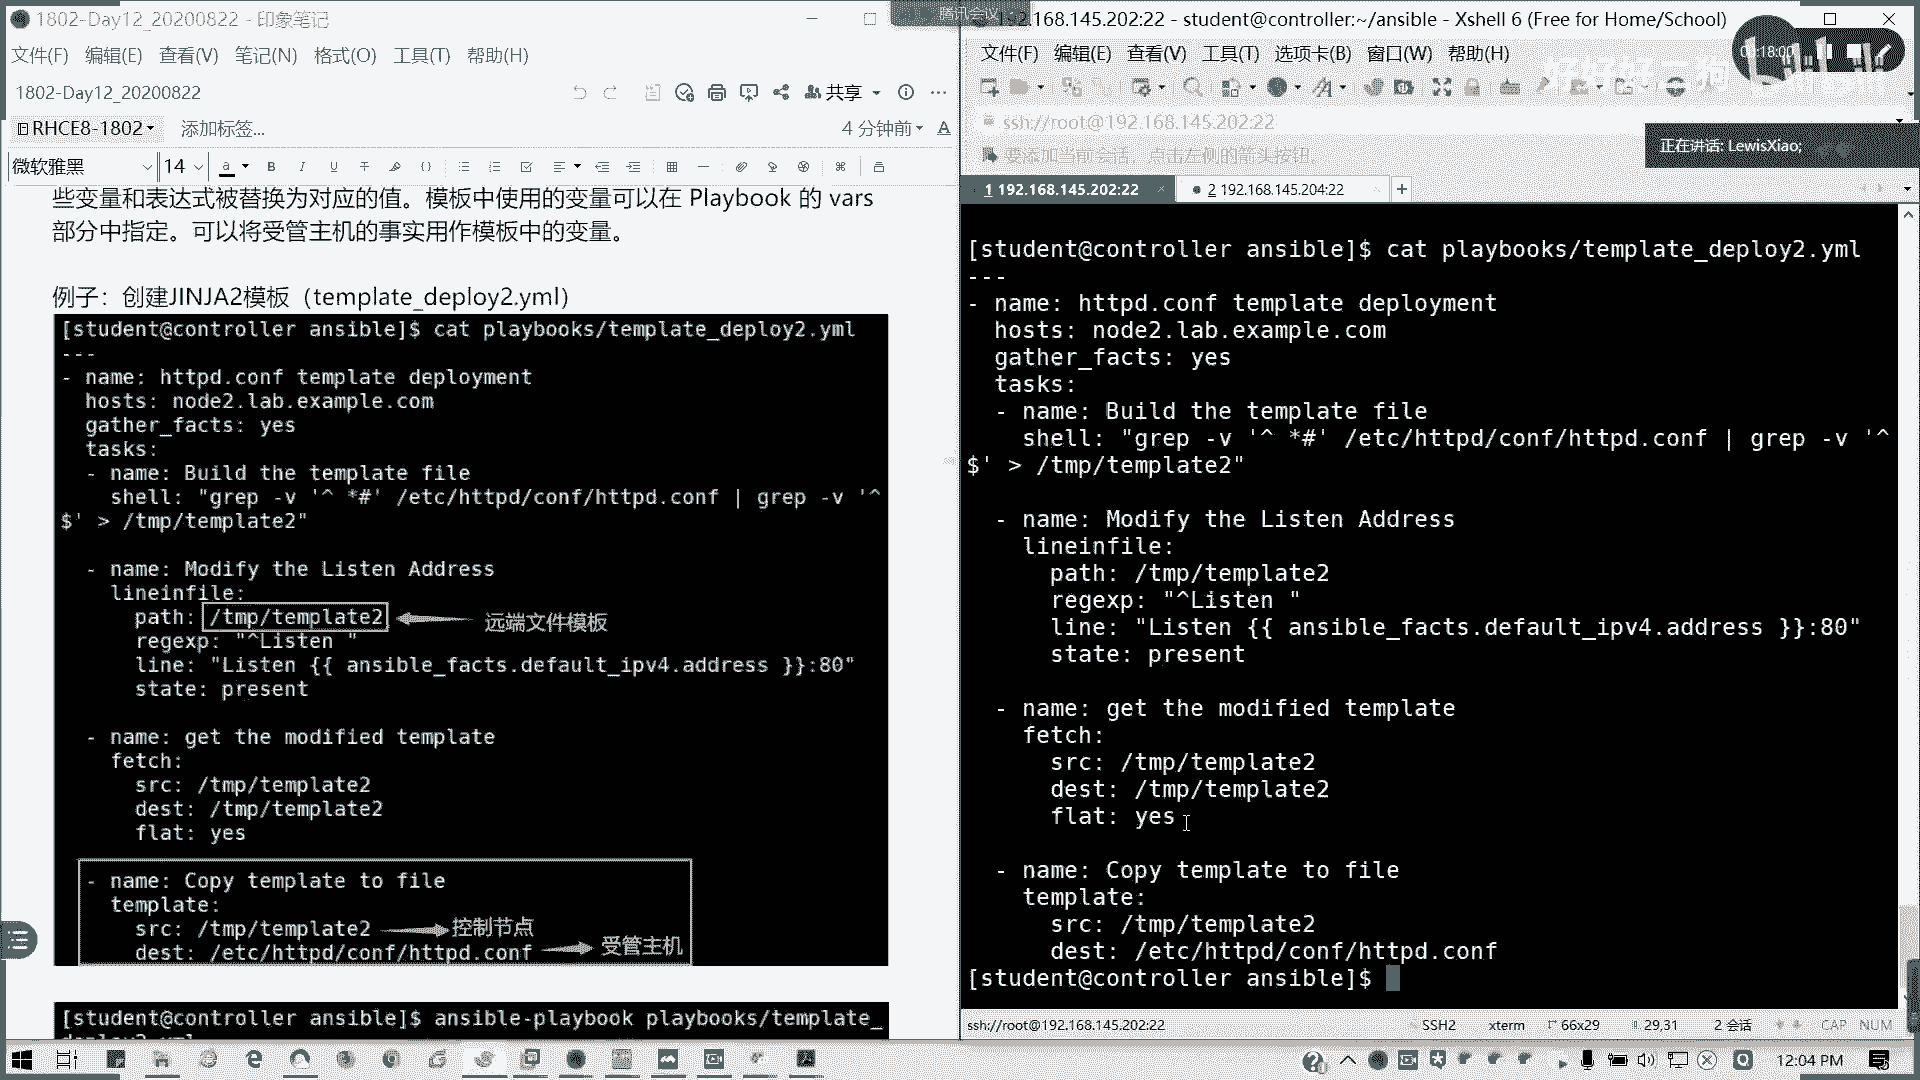 1802-Day12_20200822 - 印象笔记
文件(F) 编辑(E) 查看(V) 笔记(N) 格式(O) 工具(T) 帮助(H)
1802-Day12_20200822
共享
RHCE8-1802
添加标签...
4 分钟前
微软雅黑
14
些变量和表达式被替换为对应的值。模板中使用的变量可以在 Playbook 的 vars
部分中指定。可以将受管主机的事实用作模板中的变量。
例子：创建JINJA2模板（template_deploy2.yml）
[student@controller ansible]$ cat playbooks/template_deploy2.yml
---
- name: httpd.conf template deployment
hosts: node2.lab.example.com
gather_facts: yes
tasks:
- name: Build the template file
shell: "grep -v '^ *#' /etc/httpd/conf/httpd.conf | grep -v '^
$' > /tmp/template2"
- name: Modify the Listen Address
lineinfile:
path: /tmp/template2
远端文件模板
regexp: "^Listen "
line: "Listen {{ ansible_facts.default_ipv4.address }}:80"
state: present
- name: get the modified template
fetch:
src: /tmp/template2
dest: /tmp/template2
flat: yes
- name: Copy template to file
template:
src: /tmp/template2
控制节点
dest: /etc/httpd/conf/httpd.conf
受管主机
[student@controller ansible]$ ansible-playbook playbooks/template_
腾讯会议
192.168.145.202:22 - student@controller:~/ansible - Xshell 6 (Free for Home/School)
文件(F) 编辑(E) 查看(V) 工具(T) 选项卡(B) 窗口(W) 帮助(H)
00:18:00
ssh://root@192.168.145.202:22
要添加当前会话，点击左侧的箭头按钮。
正在讲话: LewisXiao;
1 192.168.145.202:22
2 192.168.145.204:22
[student@controller ansible]$ cat playbooks/template_deploy2.yml
---
- name: httpd.conf template deployment
hosts: node2.lab.example.com
gather_facts: yes
tasks:
- name: Build the template file
shell: "grep -v '^ *#' /etc/httpd/conf/httpd.conf | grep -v '^
$' > /tmp/template2"
- name: Modify the Listen Address
lineinfile:
path: /tmp/template2
regexp: "^Listen "
line: "Listen {{ ansible_facts.default_ipv4.address }}:80"
state: present
- name: get the modified template
fetch:
src: /tmp/template2
dest: /tmp/template2
flat: yes
- name: Copy template to file
template:
src: /tmp/template2
dest: /etc/httpd/conf/httpd.conf
[student@controller ansible]$
ssh://root@192.168.145.202:22
SSH2
xterm
66x29
29,31
2 会话
CAP NUM
12:04 PM